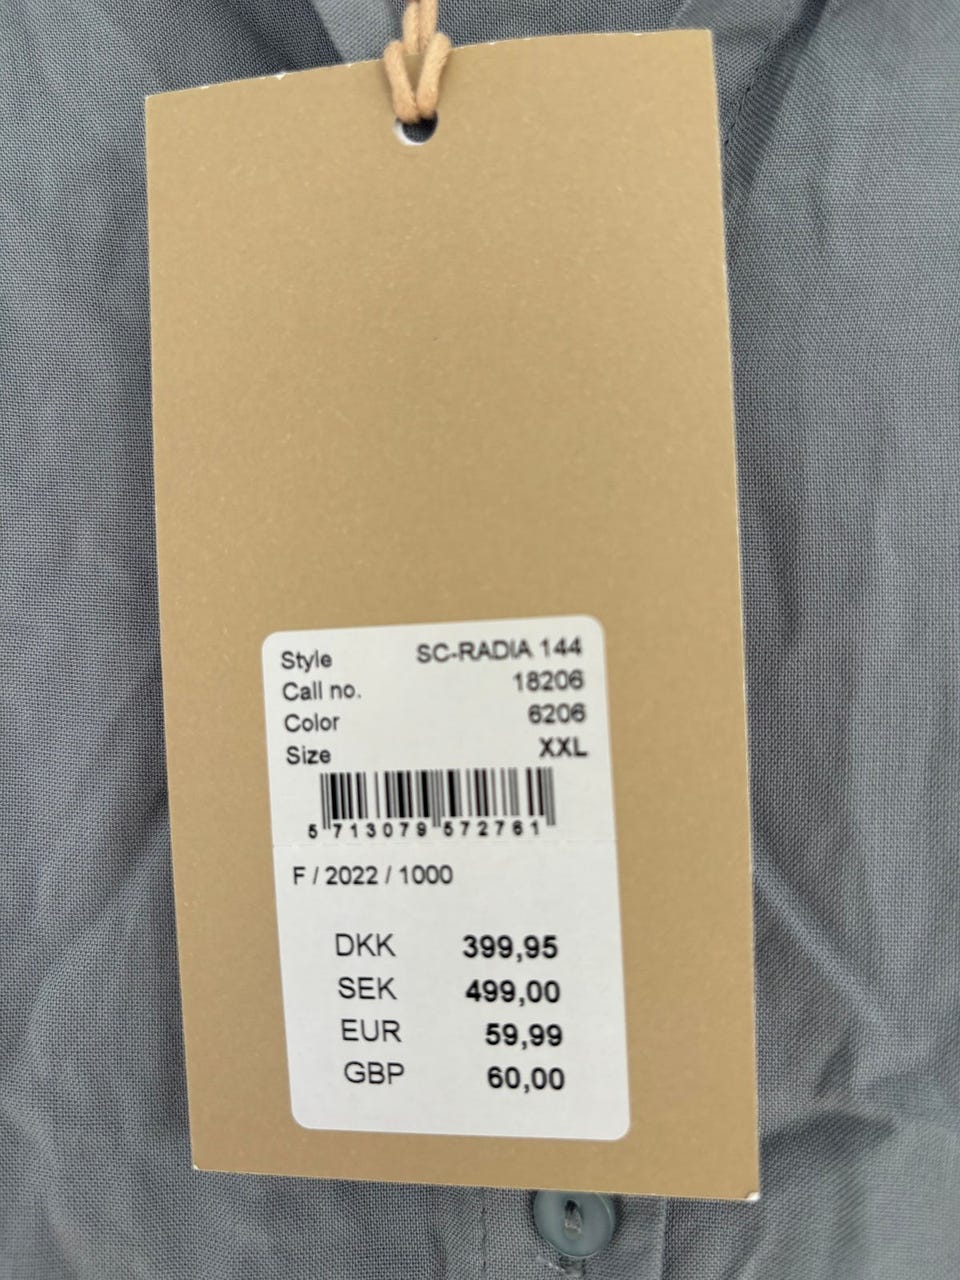 Style SC-RADIA 144
Call no. 18206
Color 6206
Size XXL
5 713079 572761
F / 2022 / 1000
DKK 399,95
SEK 499,00
EUR 59,99
GBP 60,00